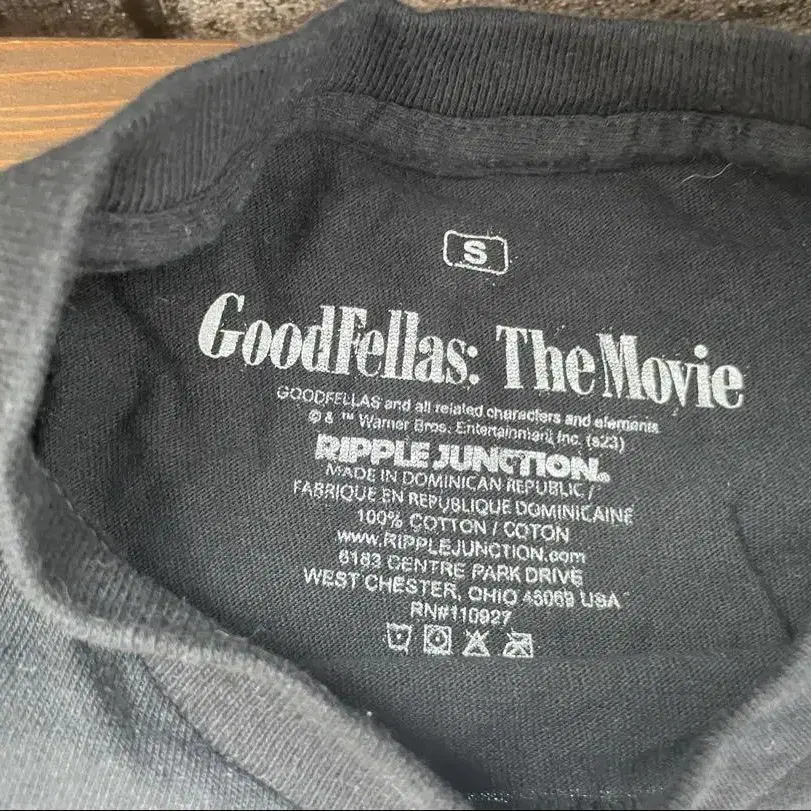 S
GoodFellas: The Movie
GOODFELLAS and all related characters and elements
© & ™ Warner Bros. Entertainment Inc. (s23)
RIPPLE JUNCTION®
MADE IN DOMINICAN REPUBLIC /
FABRIQUE EN REPUBLIQUE DOMINICAINE
100% COTTON / COTON
www.RIPPLEJUNCTION.com
6183 CENTRE PARK DRIVE
WEST CHESTER, OHIO 45069 USA
RN#110927